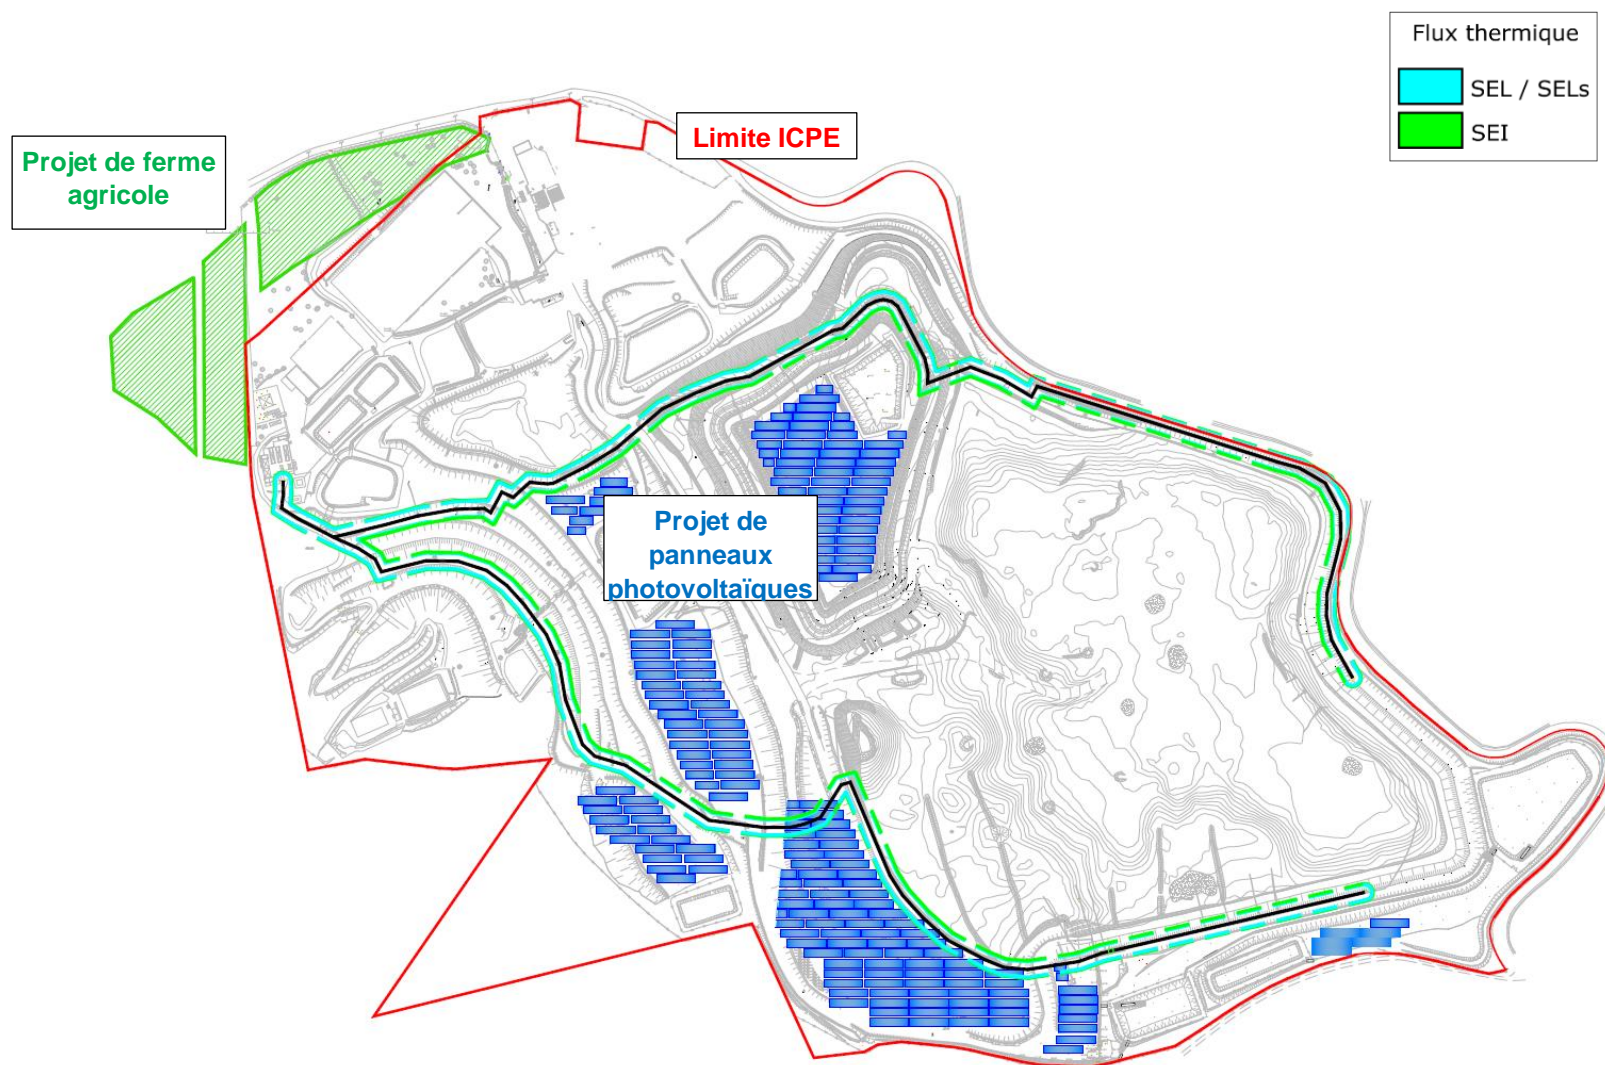 Flux thermique
SEL / SELs
SEI
Limite ICPE
Projet de ferme
agricole
Projet de
panneaux
photovoltaïques